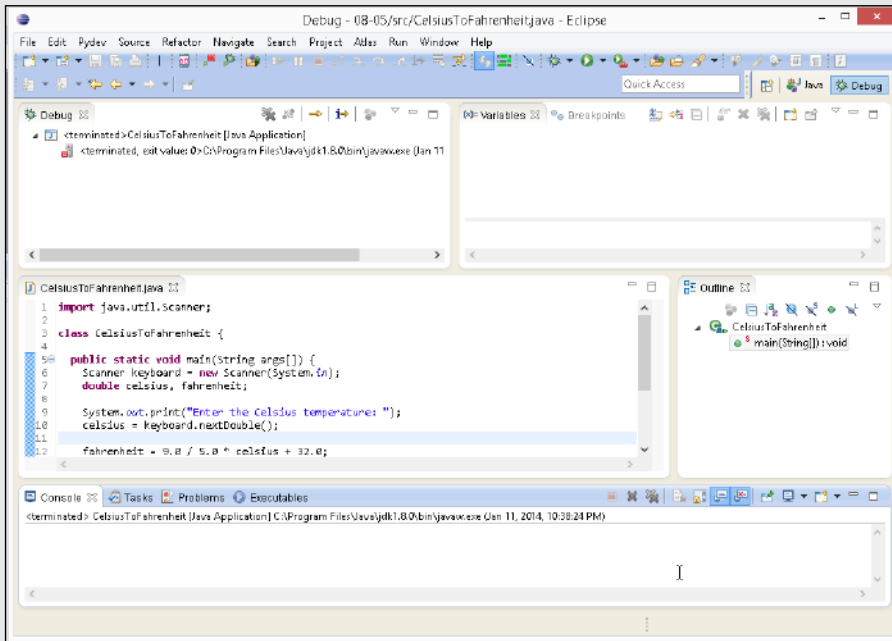 Debug - 08-05/src/CelsiusToFahrenheit.java - Eclipse
File Edit Pydev Source Refactor Navigate Search Project Atlas Run Window Help
Quick Access Java Debug
Debug
<terminated>CelsiusToFahrenheit [Java Application]
<terminated, exit value: 0>C:\Program Files\Java\jdk1.8.0\bin\javaw.exe (Jan 11
(x)= Variables Breakpoints
CelsiusToFahrenheit.java
1 import java.util.Scanner;
2
3 class CelsiusToFahrenheit {
4
5 public static void main(String args[]) {
6 Scanner keyboard = new Scanner(System.in);
7 double celsius, fahrenheit;
8
9 System.out.print("Enter the Celsius temperature: ");
10 celsius = keyboard.nextDouble();
11
12 fahrenheit = 9.0 / 5.0 * celsius + 32.0;
Outline
CelsiusToFahrenheit
S main(String[]) : void
Console Tasks Problems Executables
<terminated> CelsiusToFahrenheit [Java Application] C:\Program Files\Java\jdk1.8.0\bin\javaw.exe (Jan 11, 2014, 10:38:24 PM)